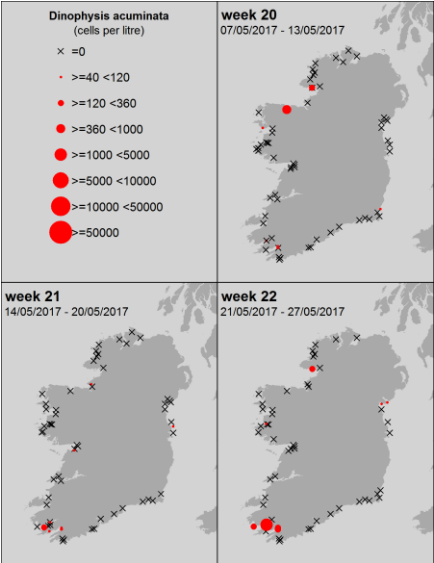 Dinophysis acuminata
(cells per litre)
=0
>=40 <120
>=120 <360
>=360 <1000
>=1000 <5000
>=5000 <10000
>=10000 <50000
>=50000
week 20
07/05/2017 - 13/05/2017
week 21
14/05/2017 - 20/05/2017
week 22
21/05/2017 - 27/05/2017